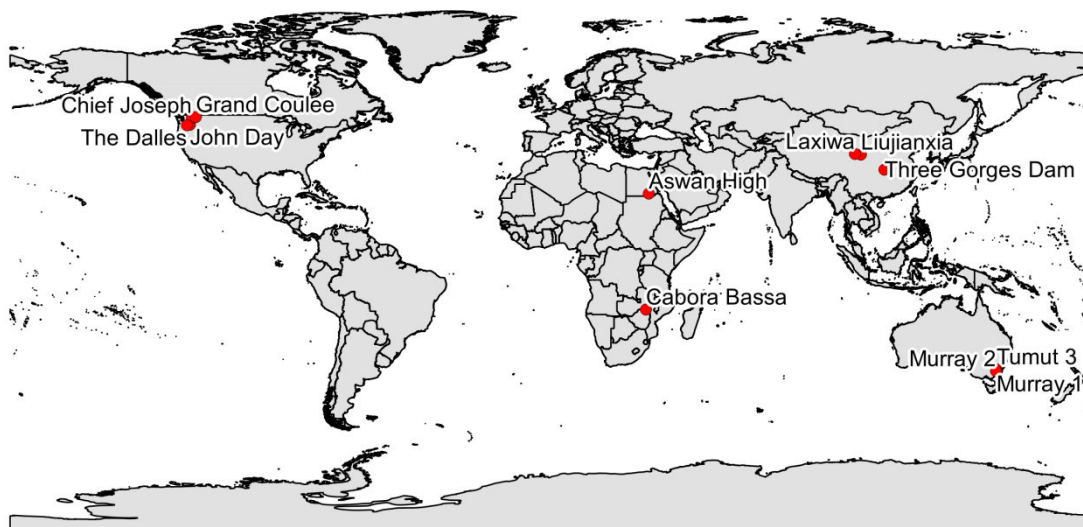 Chief Joseph Grand Coulee
The Dalles John Day
Laxiwa Liujianxia
Three Gorges Dam
Aswan High
Cabora Bassa
Murray 2 Tumut 3
Murray 1